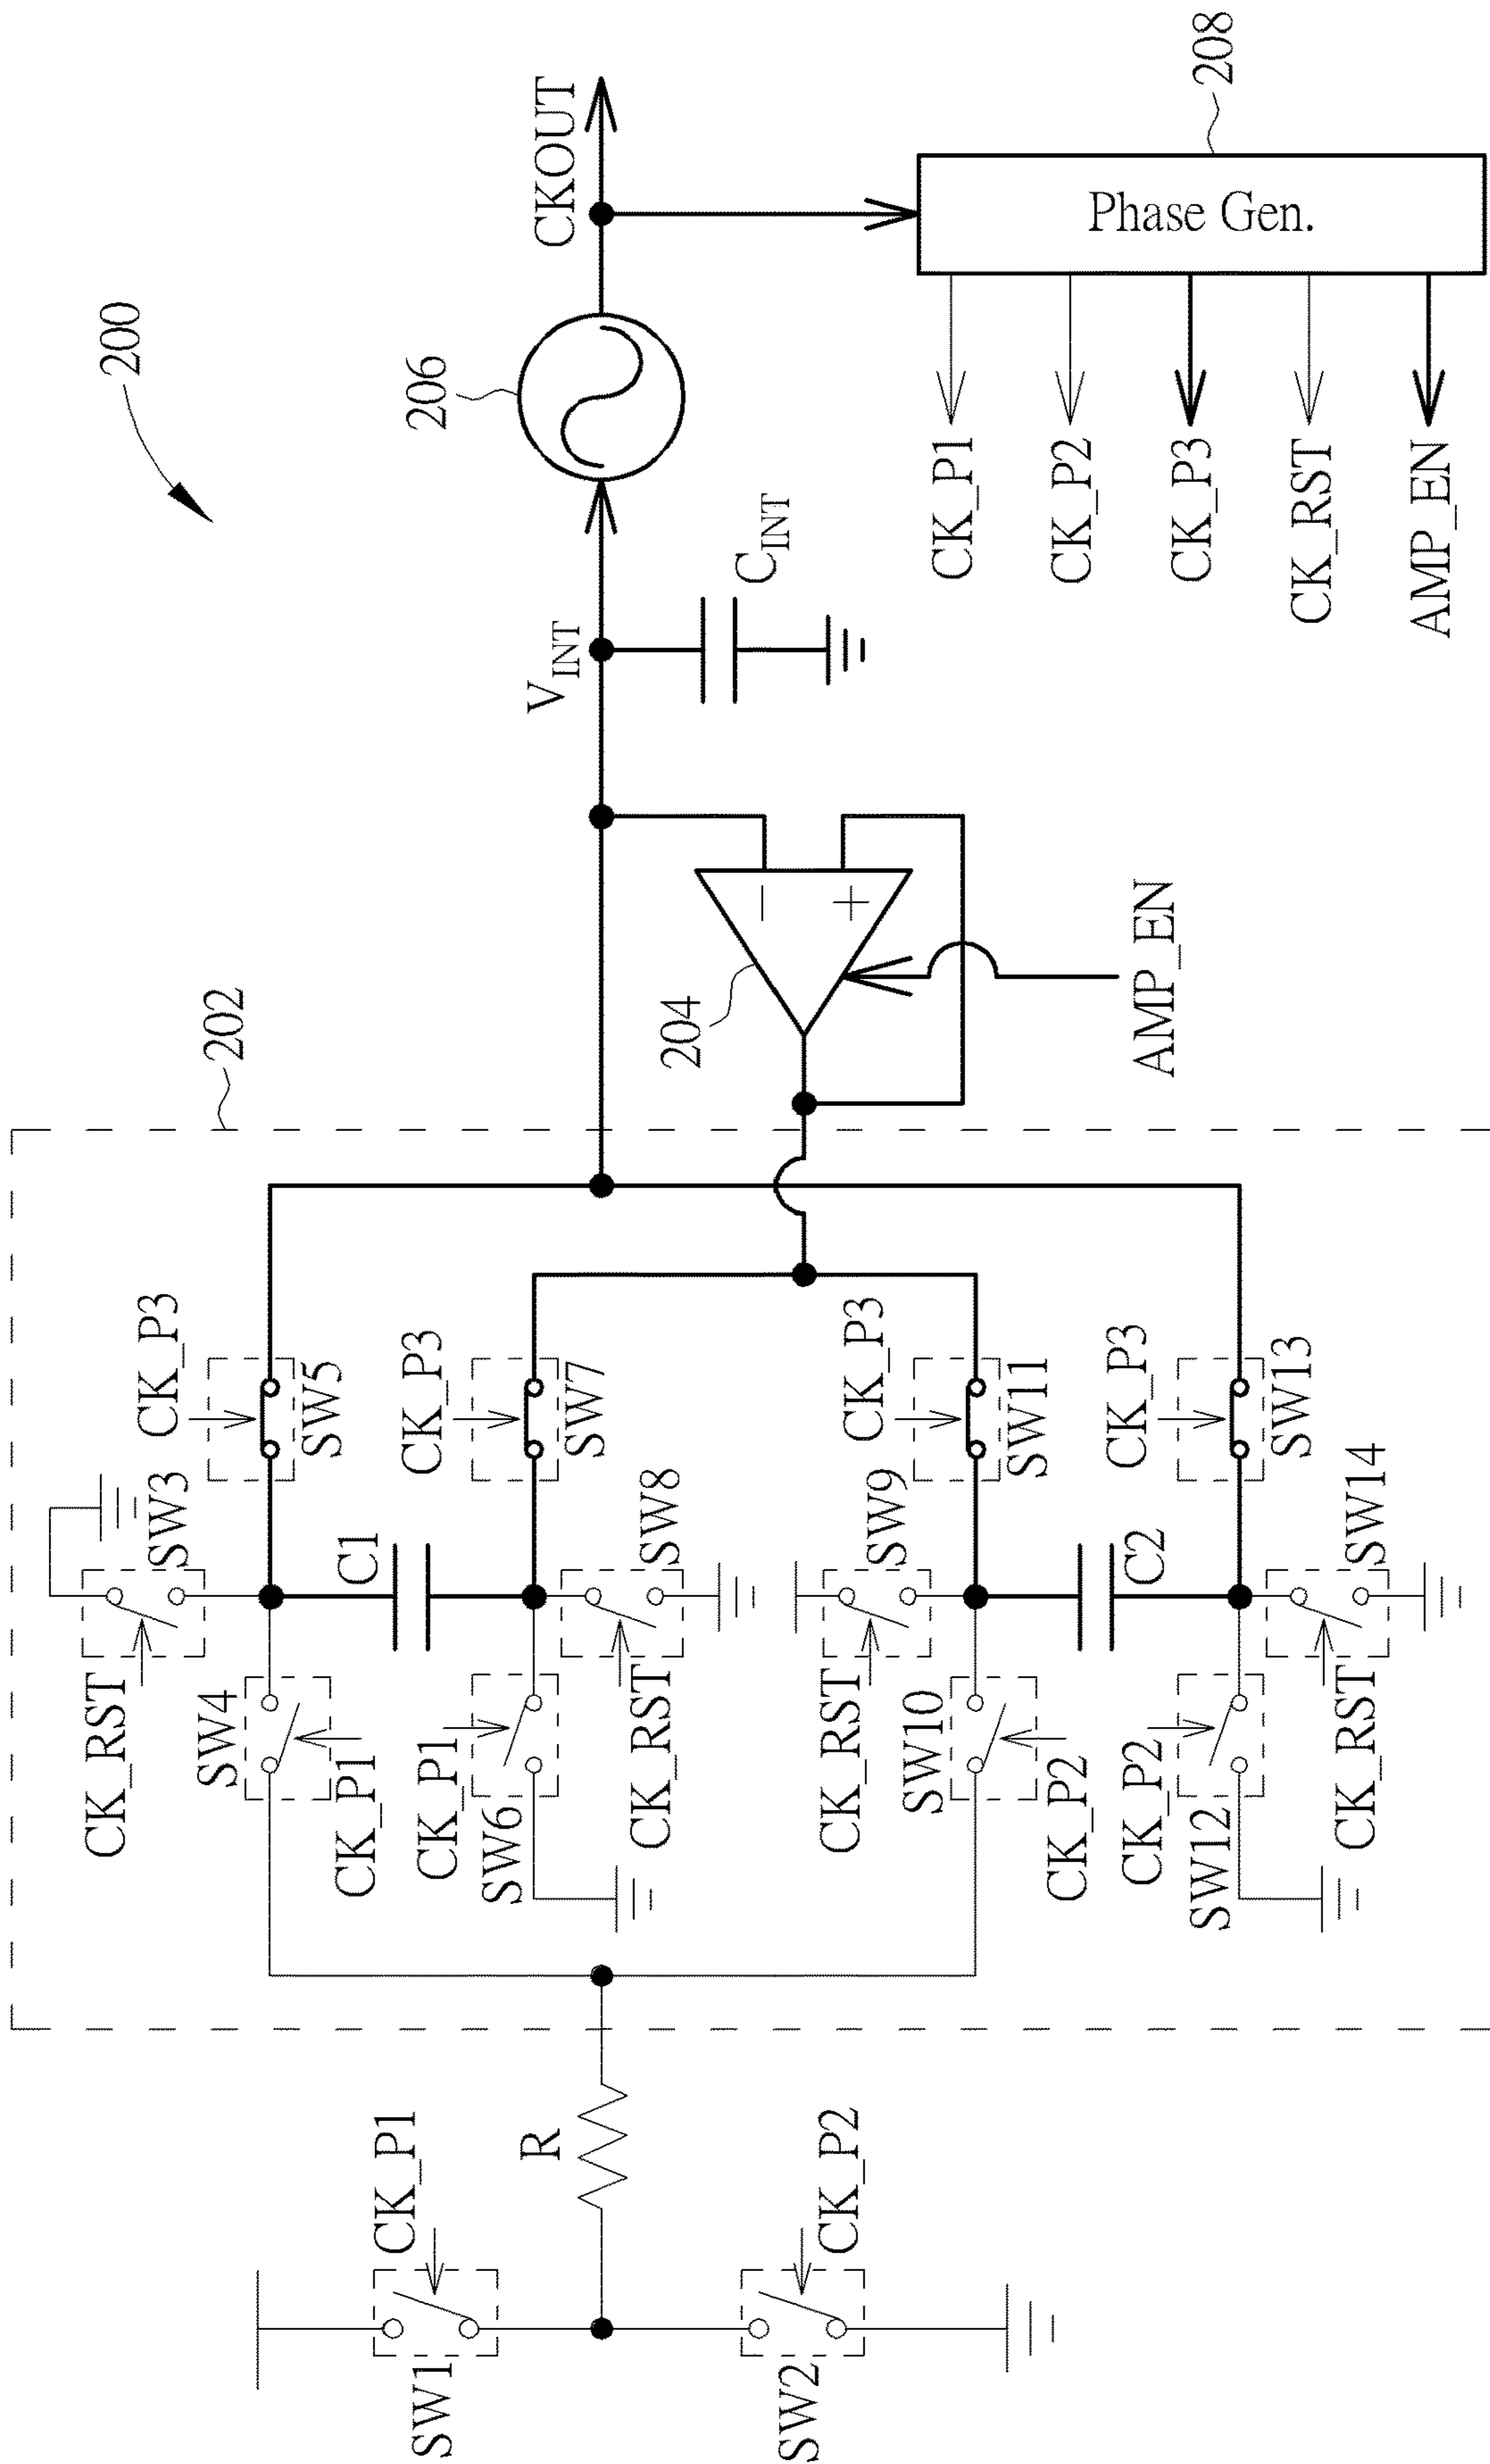 200
202
CK_P1
SW1
CK_P2
SW2
R
CK_RST
SW3
SW4
CK_P1
CK_P3
SW5
C1
CK_P1
SW6
CK_P3
SW7
SW8
CK_RST
CK_RST
SW9
SW10
CK_P2
CK_P3
SW11
C2
CK_P2
SW12
CK_P3
SW13
SW14
CK_RST
204
−
+
AMP_EN
VINT
CINT
206
CKOUT
208
Phase Gen.
CK_P1
CK_P2
CK_P3
CK_RST
AMP_EN